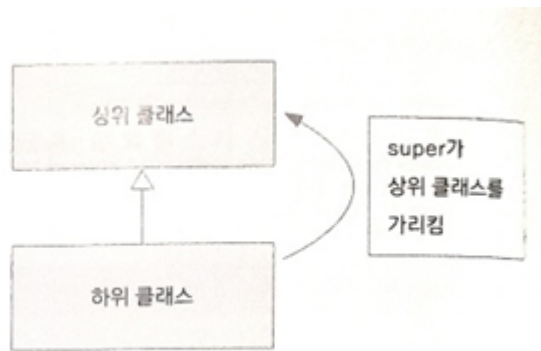 상위 클래스
super가
상위 클래스를
가리킴
하위 클래스